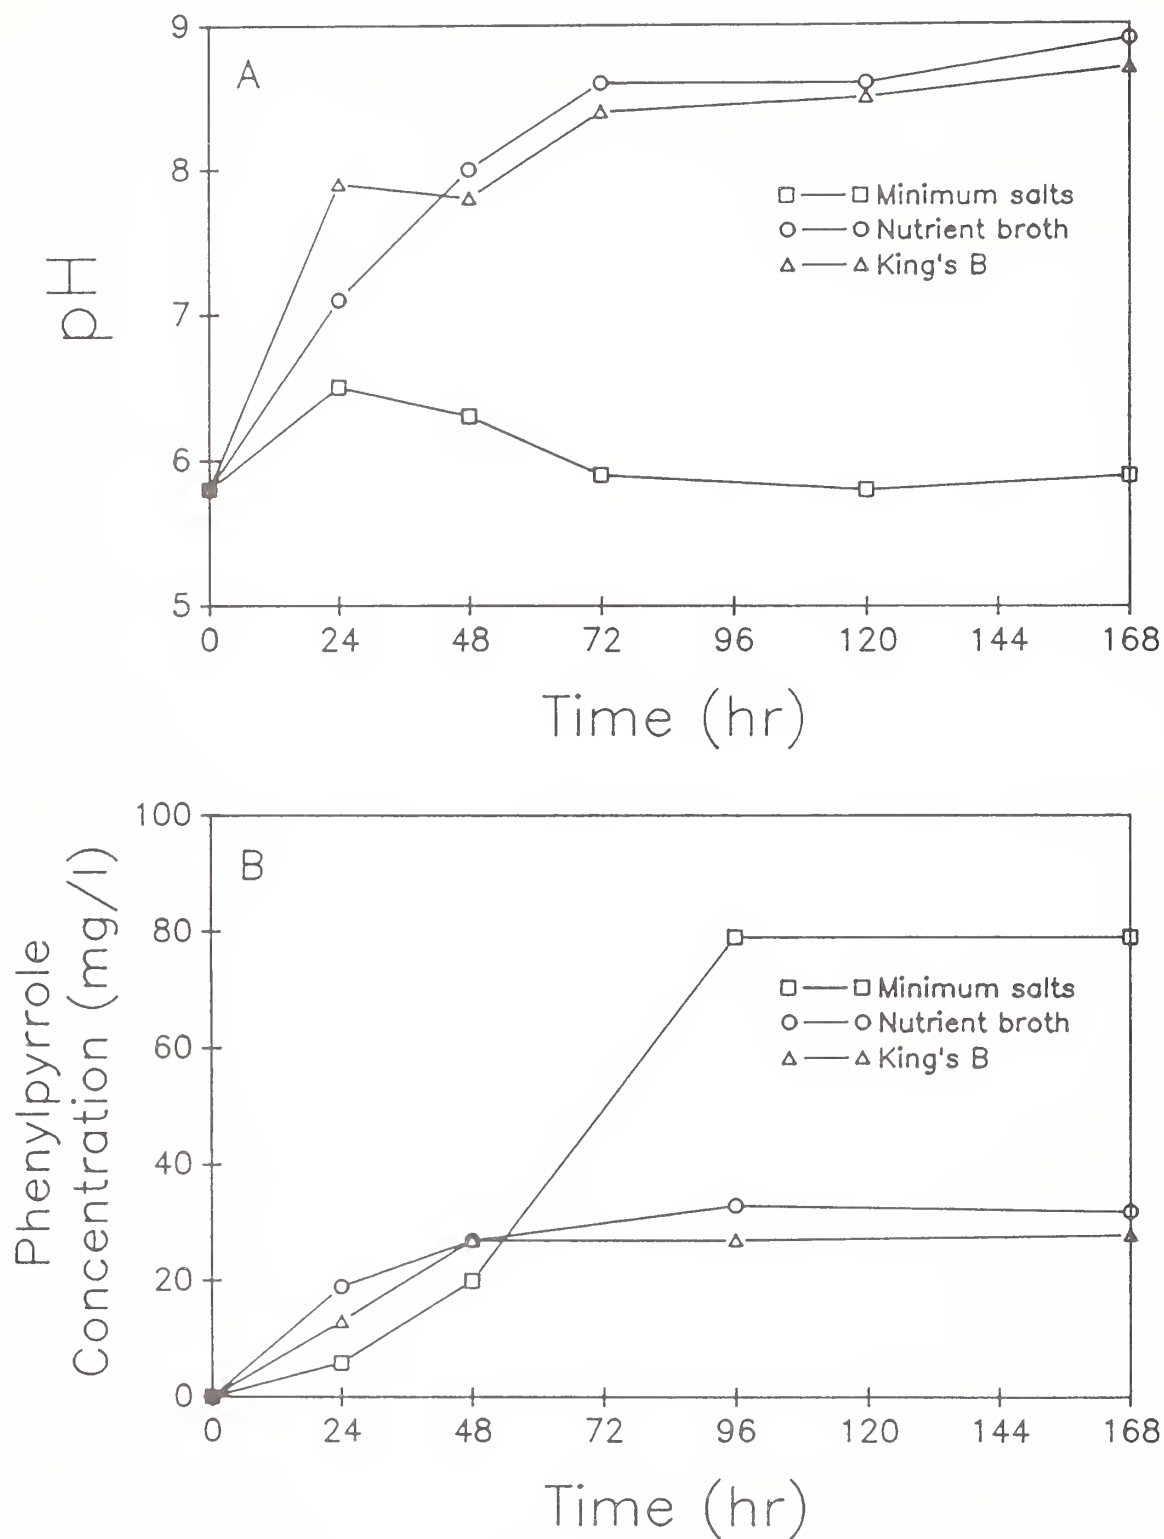 9
A
8
□——□ Minimum salts
○——○ Nutrient broth
△——△ King's B
pH
7
6
5
0 24 48 72 96 120 144 168
Time (hr)
100
B
80
□——□ Minimum salts
○——○ Nutrient broth
△——△ King's B
Phenylpyrrole
Concentration (mg/l)
60
40
20
0
0 24 48 72 96 120 144 168
Time (hr)